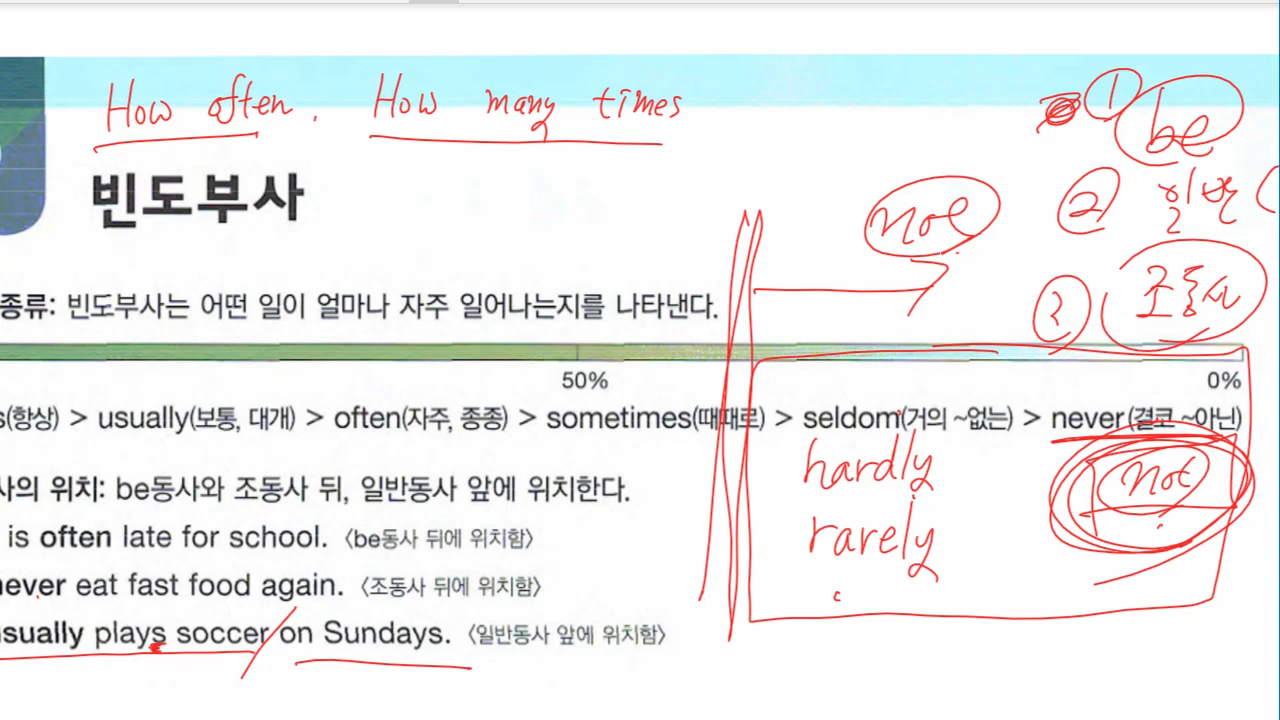 How often. How many times
① be
빈도부사
not
② 일반
③ 조동사
종류: 빈도부사는 어떤 일이 얼마나 자주 일어나는지를 나타낸다.
50% 0%
s(항상) > usually(보통, 대개) > often(자주, 종종) > sometimes(때때로) > seldom(거의 ~없는) > never(결코 ~아닌)
hardly not
사의 위치: be동사와 조동사 뒤, 일반동사 앞에 위치한다.
rarely
is often late for school. 〈be동사 뒤에 위치함〉
never eat fast food again. 〈조동사 뒤에 위치함〉
usually plays soccer / on Sundays. 〈일반동사 앞에 위치함〉